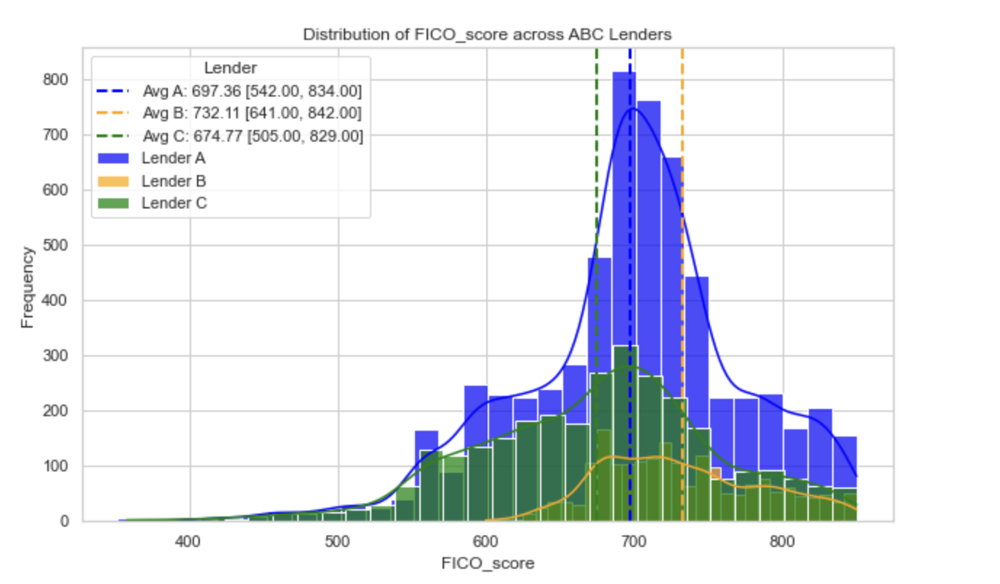 Distribution of FICO_score across ABC Lenders
Lender
Avg A: 697.36 [542.00, 834.00]
Avg B: 732.11 [641.00, 842.00]
Avg C: 674.77 [505.00, 829.00]
Lender A
Lender B
Lender C
800
700
600
500
400
300
200
100
0
Frequency
400 500 600 700 800
FICO_score